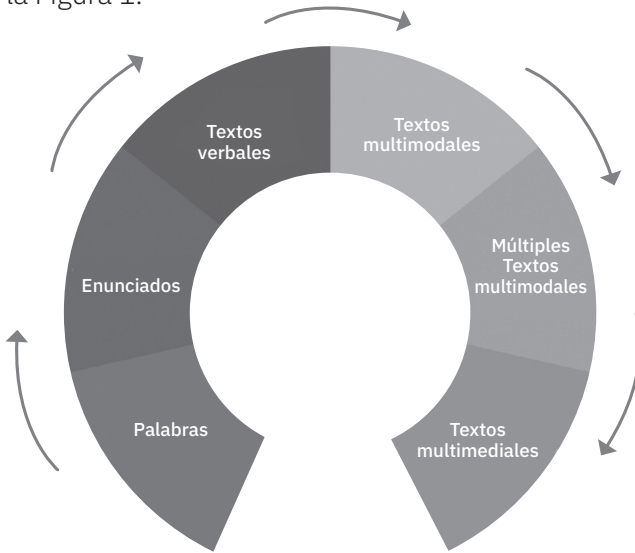 la Figura 1.
Textos
verbales
Textos
multimodales
Enunciados
Múltiples
Textos
multimodales
Palabras
Textos
multimediales